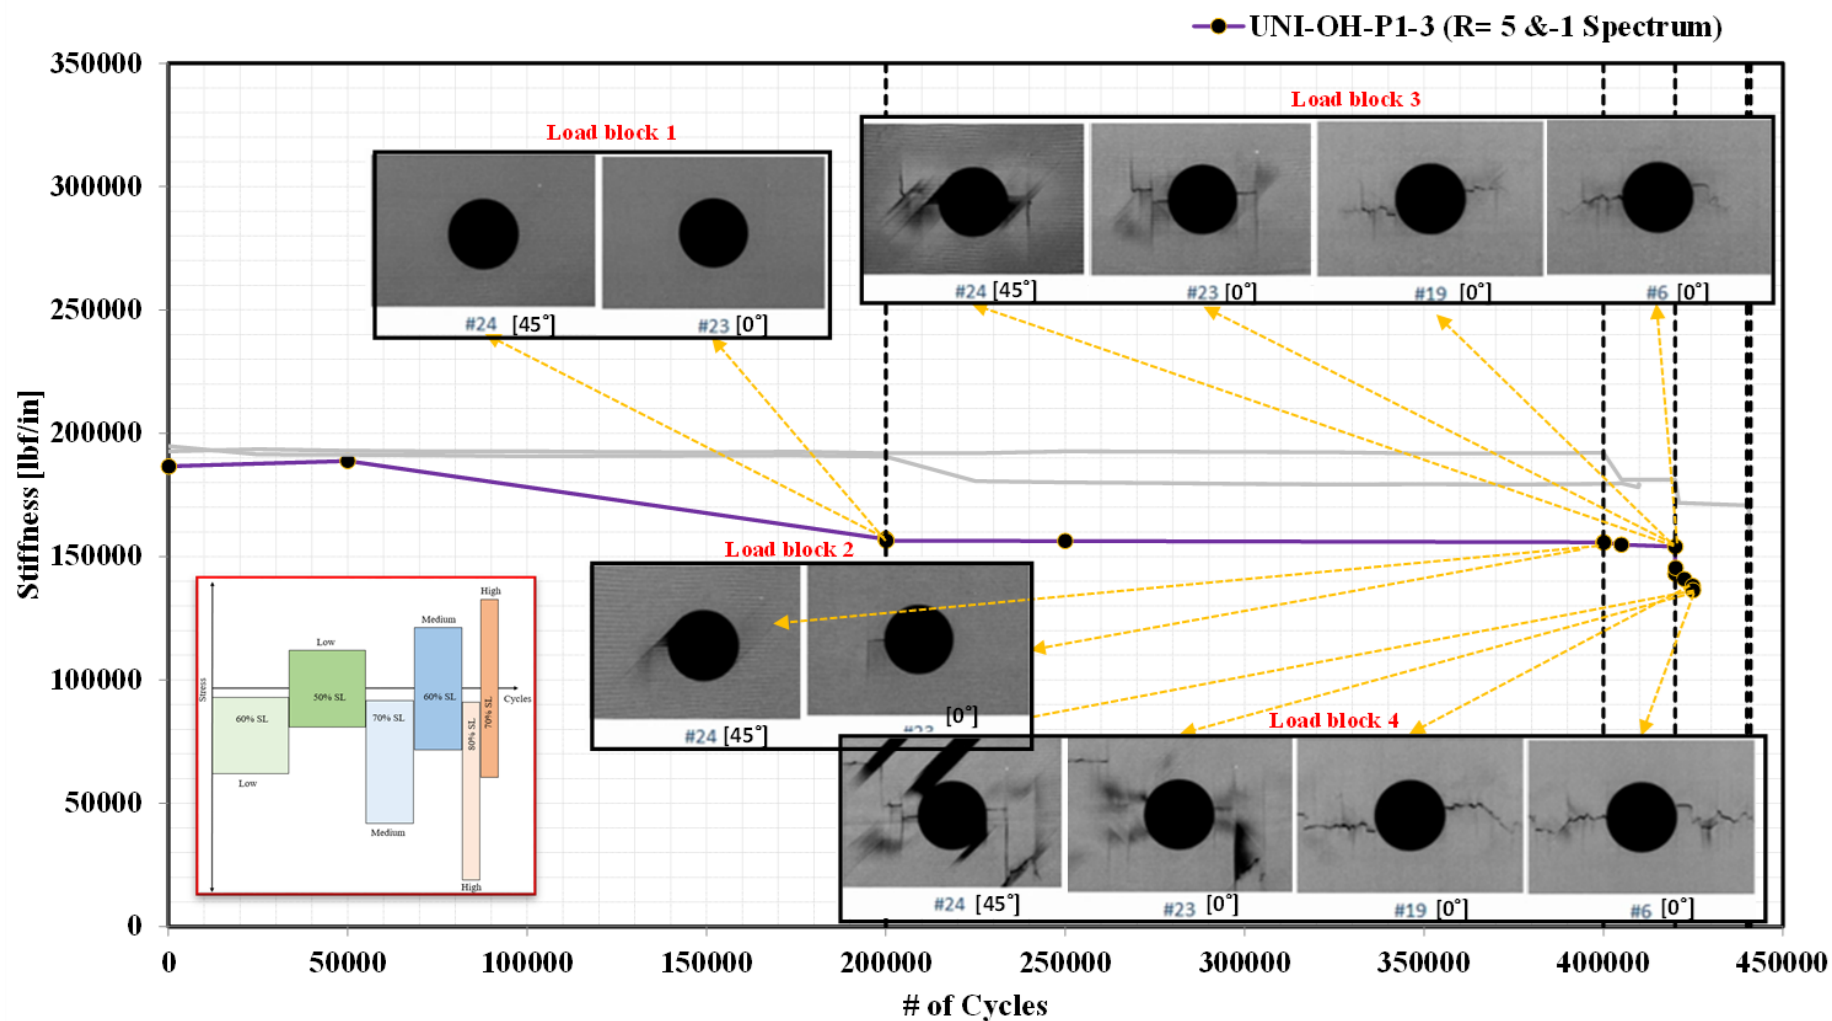 UNI-OH-P1-3 (R= 5 &-1 Spectrum)
350000
300000
250000
200000
150000
100000
50000
0
Stiffness [lbf/in]
Load block 1
#24 [45°]
#23 [0°]
Load block 3
#24 [45°]
#23 [0°]
#19 [0°]
#6 [0°]
Load block 2
#24 [45°]
#23 [0°]
Load block 4
#24 [45°]
#23 [0°]
#19 [0°]
#6 [0°]
Stress
Cycles
60% SL
Low
Low
50% SL
70% SL
Medium
Medium
60% SL
80% SL
High
High
70% SL
0
50000
100000
150000
200000
250000
300000
350000
400000
450000
# of Cycles